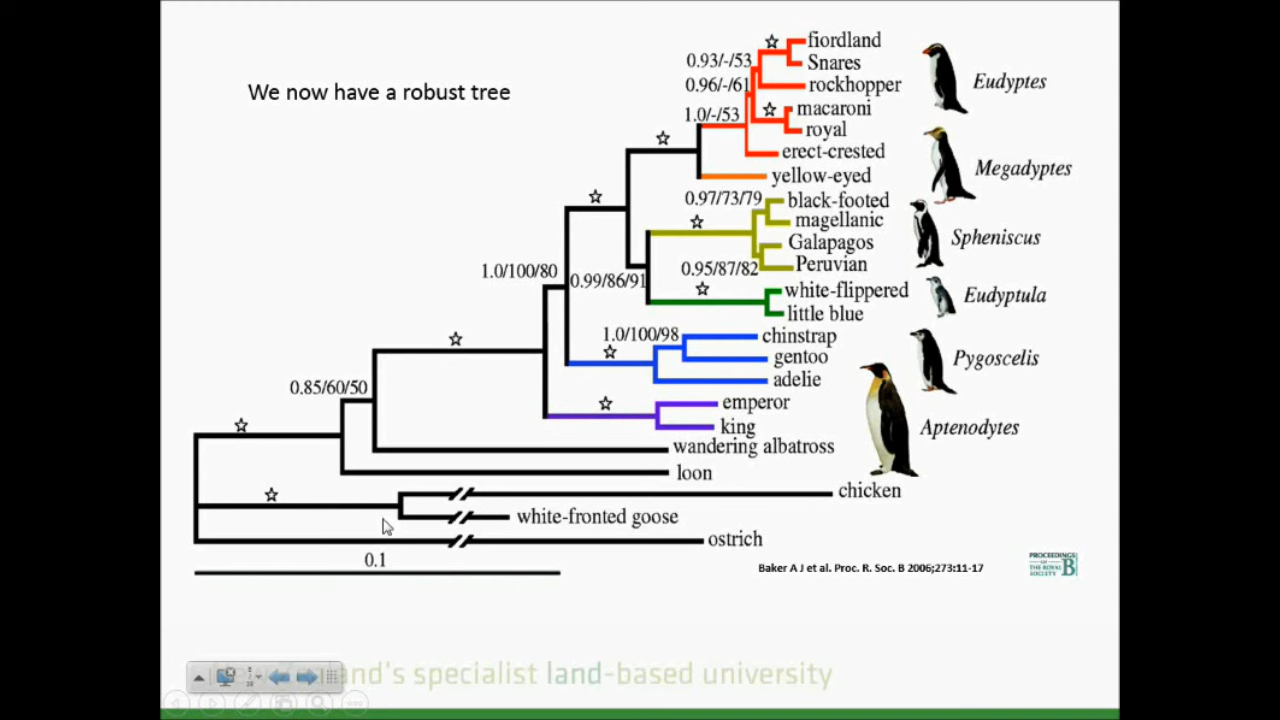 We now have a robust tree
fiordland
0.93/-/53
Snares
Eudyptes
0.96/-/61
rockhopper
macaroni
1.0/-/53
royal
erect-crested
Megadyptes
yellow-eyed
0.97/73/79
black-footed
magellanic
Spheniscus
Galapagos
0.95/87/82
Peruvian
1.0/100/80
0.99/86/91
white-flippered
Eudyptula
little blue
1.0/100/98
chinstrap
gentoo
Pygoscelis
adelie
0.85/60/50
emperor
king
Aptenodytes
wandering albatross
loon
chicken
white-fronted goose
ostrich
0.1
Baker A J et al. Proc. R. Soc. B 2006;273:11-17
PROCEEDINGS
OF
THE ROYAL
SOCIETY
B
and's specialist land-based university